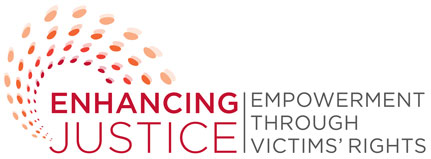 ENHANCING
JUSTICE
EMPOWERMENT
THROUGH
VICTIMS' RIGHTS